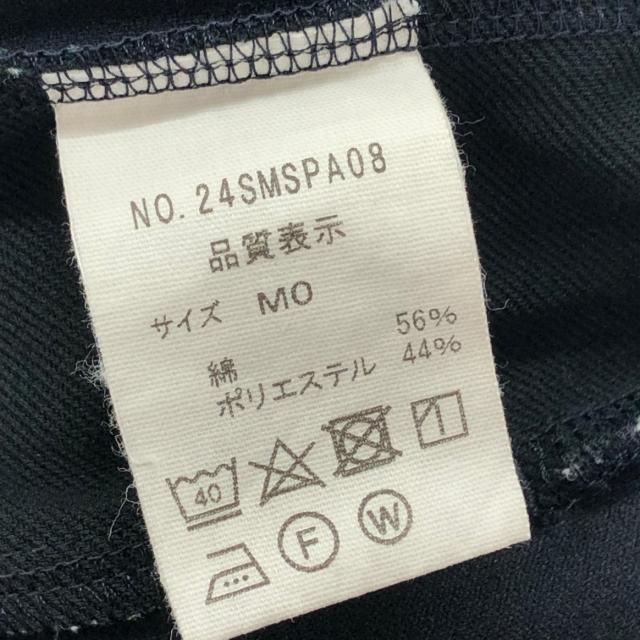 NO. 24SMSPA08
品質表示
サイズ MO
綿 56%
ポリエステル 44%
40
F W